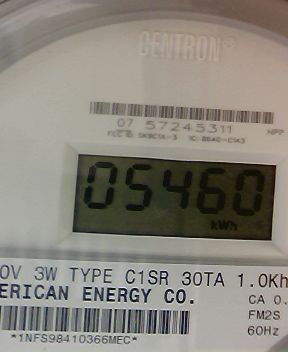 CENTRON®
07 57245311 HPP
05460
kWh
0V 3W TYPE C1SR 30TA 1.0Kh
ERICAN ENERGY CO.
CA 0.
FM2S
60Hz
*1NFS98410366MEC*